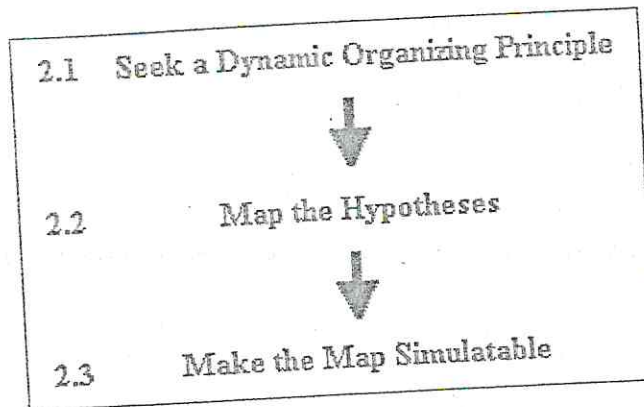 2.1 Seek a Dynamic Organizing Principle
2.2 Map the Hypotheses
2.3 Make the Map Simulatable